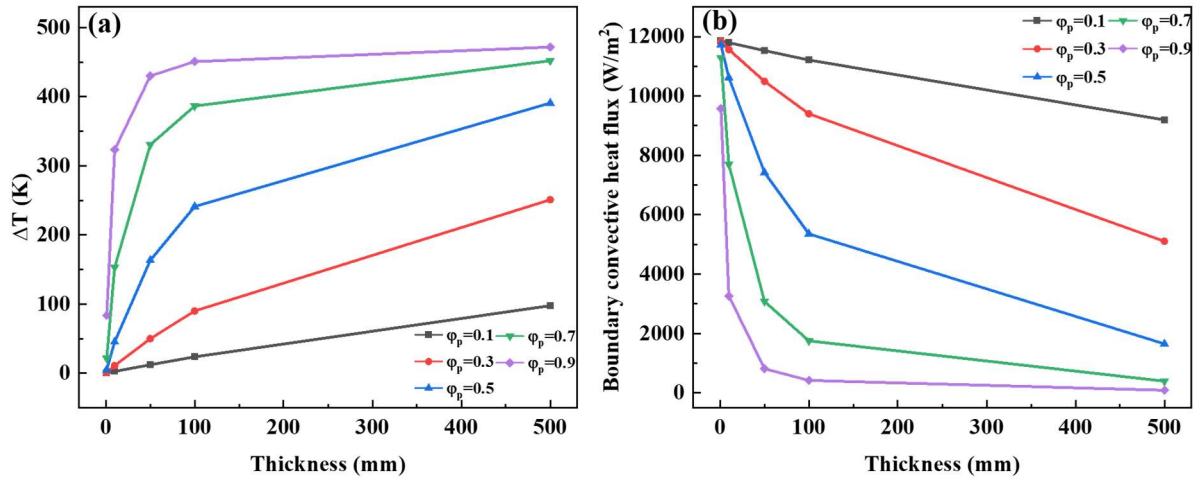 (a)
500
400
300
200
100
0
ΔT (K)
φp=0.1 φp=0.7
φp=0.3 φp=0.9
φp=0.5
0 100 200 300 400 500
Thickness (mm)
(b)
12000
10000
8000
6000
4000
2000
0
Boundary convective heat flux (W/m²)
φp=0.1 φp=0.7
φp=0.3 φp=0.9
φp=0.5
0 100 200 300 400 500
Thickness (mm)